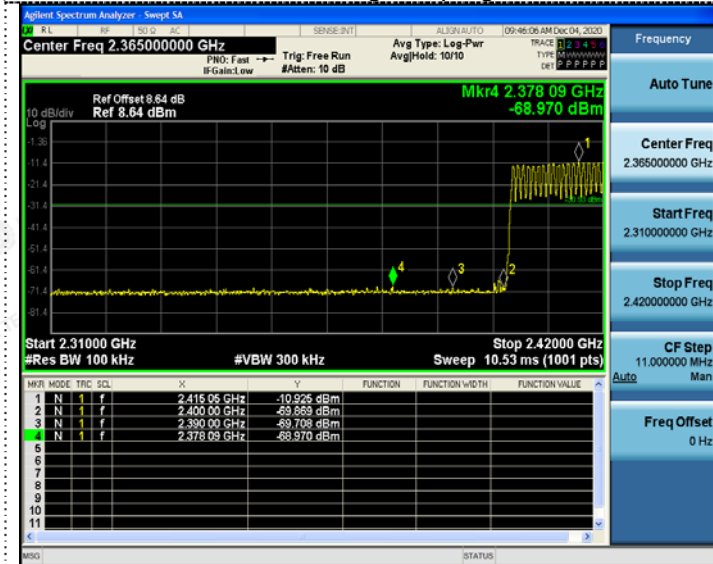 Agilent Spectrum Analyzer - Swept SA
RL RF 50 Ω AC SENSE:INT ALIGN AUTO 09:46:06 AM Dec 04, 2020
Center Freq 2.365000000 GHz
PNO: Fast
IFGain:Low
Trig: Free Run
#Atten: 10 dB
Avg Type: Log-Pwr
Avg|Hold: 10/10
TRACE 1 2 3 4 5 6
TYPE
DET P P P P P P
Mkr4 2.378 09 GHz
-68.970 dBm
Ref Offset 8.64 dB
10 dB/div Ref 8.64 dBm
Log
-1.36
-11.4
-21.4
-31.4
-41.4
-51.4
-61.4
-71.4
-81.4
1
4
3
2
Start 2.31000 GHz Stop 2.42000 GHz
#Res BW 100 kHz #VBW 300 kHz Sweep 10.53 ms (1001 pts)
MKR MODE TRC SCL X Y FUNCTION FUNCTION WIDTH FUNCTION VALUE
1 N 1 f 2.415 05 GHz -10.925 dBm
2 N 1 f 2.400 00 GHz -69.869 dBm
3 N 1 f 2.390 00 GHz -69.708 dBm
4 N 1 f 2.378 09 GHz -68.970 dBm
5
6
7
8
9
10
11
MSG STATUS
Frequency
Auto Tune
Center Freq
2.365000000 GHz
Start Freq
2.310000000 GHz
Stop Freq
2.420000000 GHz
CF Step
11.000000 MHz
Auto Man
Freq Offset
0 Hz